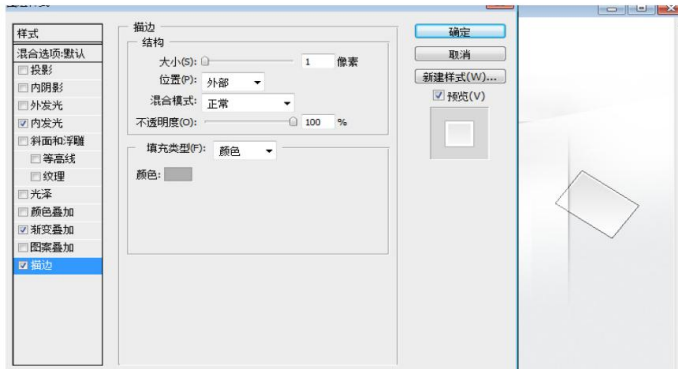 样式
混合选项:默认
投影
内阴影
外发光
内发光
斜面和浮雕
等高线
纹理
光泽
颜色叠加
渐变叠加
图案叠加
描边
描边
结构
大小(S): 1 像素
位置(P): 外部
混合模式: 正常
不透明度(O): 100 %
填充类型(F): 颜色
颜色:
确定
取消
新建样式(W)...
预览(V)